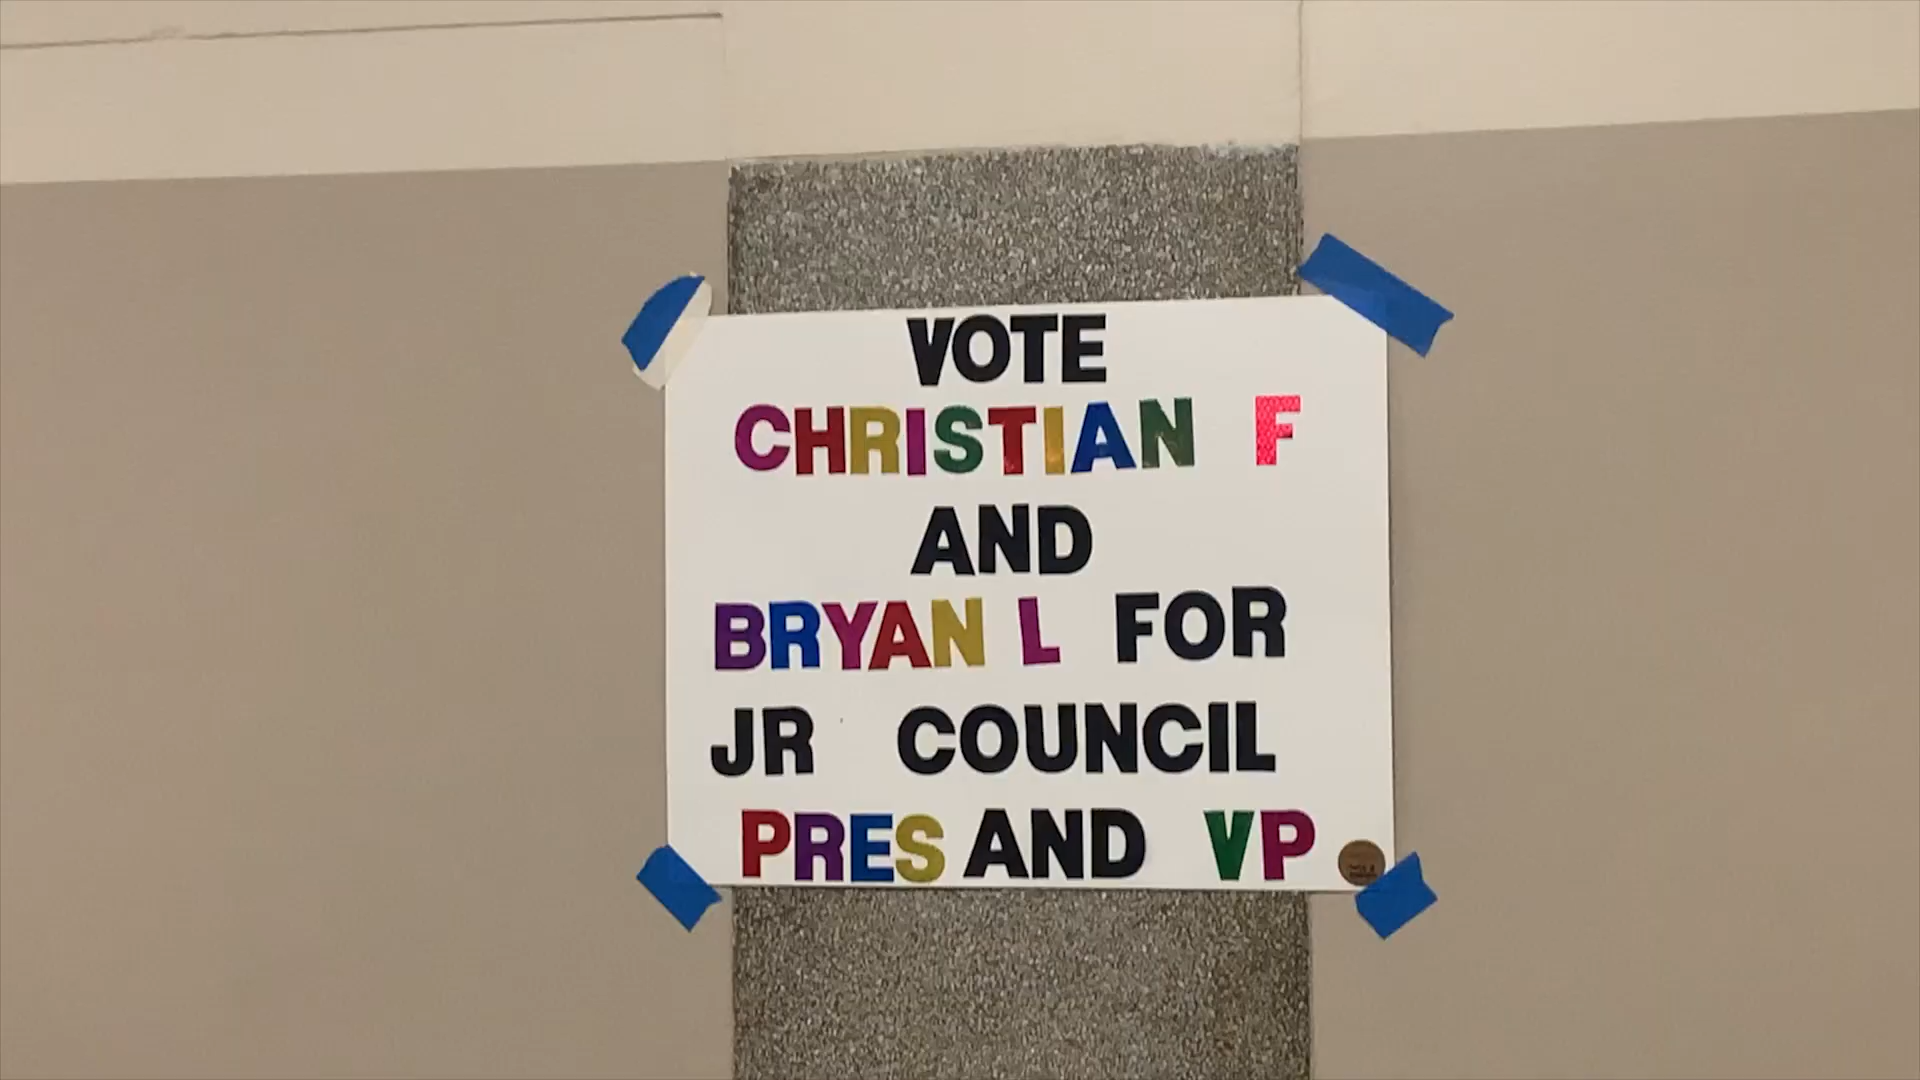 VOTE
CHRISTIAN F
AND
BRYAN L FOR
JR COUNCIL
PRES AND VP